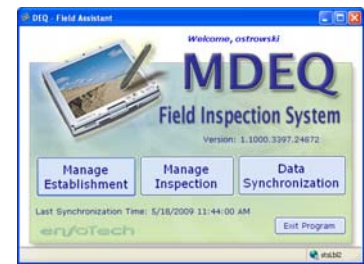 DEQ - Field Assistant
Welcome, ostrowski
MDEQ
Field Inspection System
Version: 1.1000.3397.24872
Manage Establishment
Manage Inspection
Data Synchronization
Last Synchronization Time: 5/18/2009 11:44:00 AM
enfoTech
Exit Program